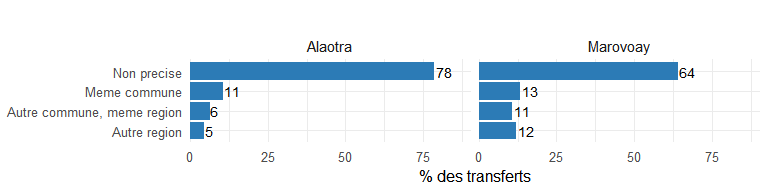 Alaotra Marovoay
Non precise 78 64
Meme commune 11 13
Autre commune, meme region 6 11
Autre region 5 12
0 25 50 75 0 25 50 75
% des transferts